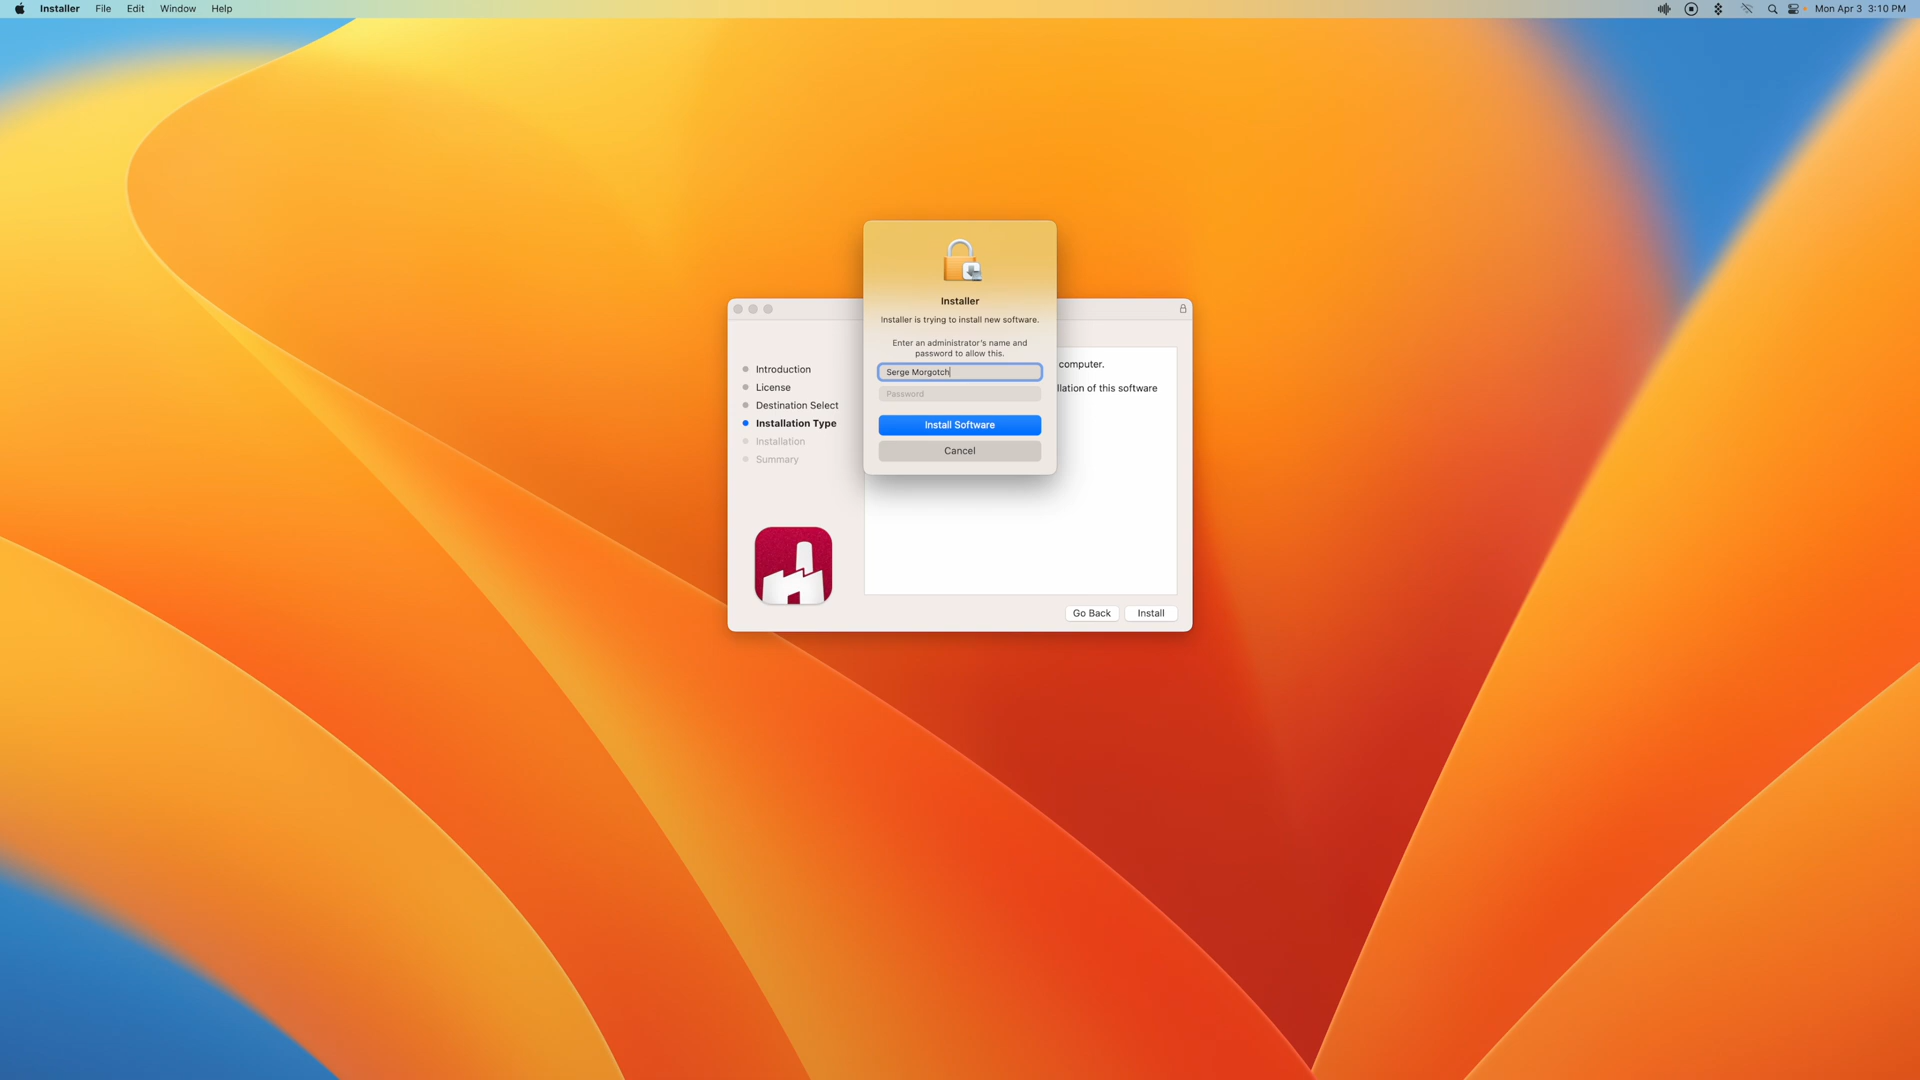 Installer File Edit Window Help
Mon Apr 3 3:10 PM
Installer
Installer is trying to install new software.
Enter an administrator's name and
password to allow this.
Serge Morgotch
Password
Install Software
Cancel
Introduction
License
Destination Select
Installation Type
Installation
Summary
computer.
llation of this software
Go Back Install